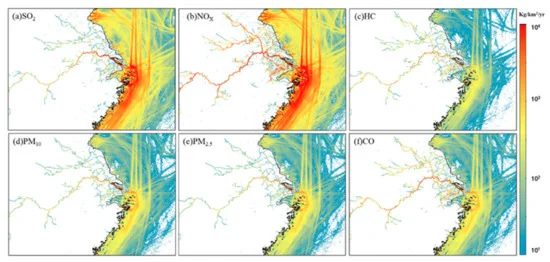 (a)SO₂
(b)NOₓ
(c)HC
Kg/km²/yr
10⁴
10³
(d)PM₁₀
(e)PM₂.₅
(f)CO
10²
10¹